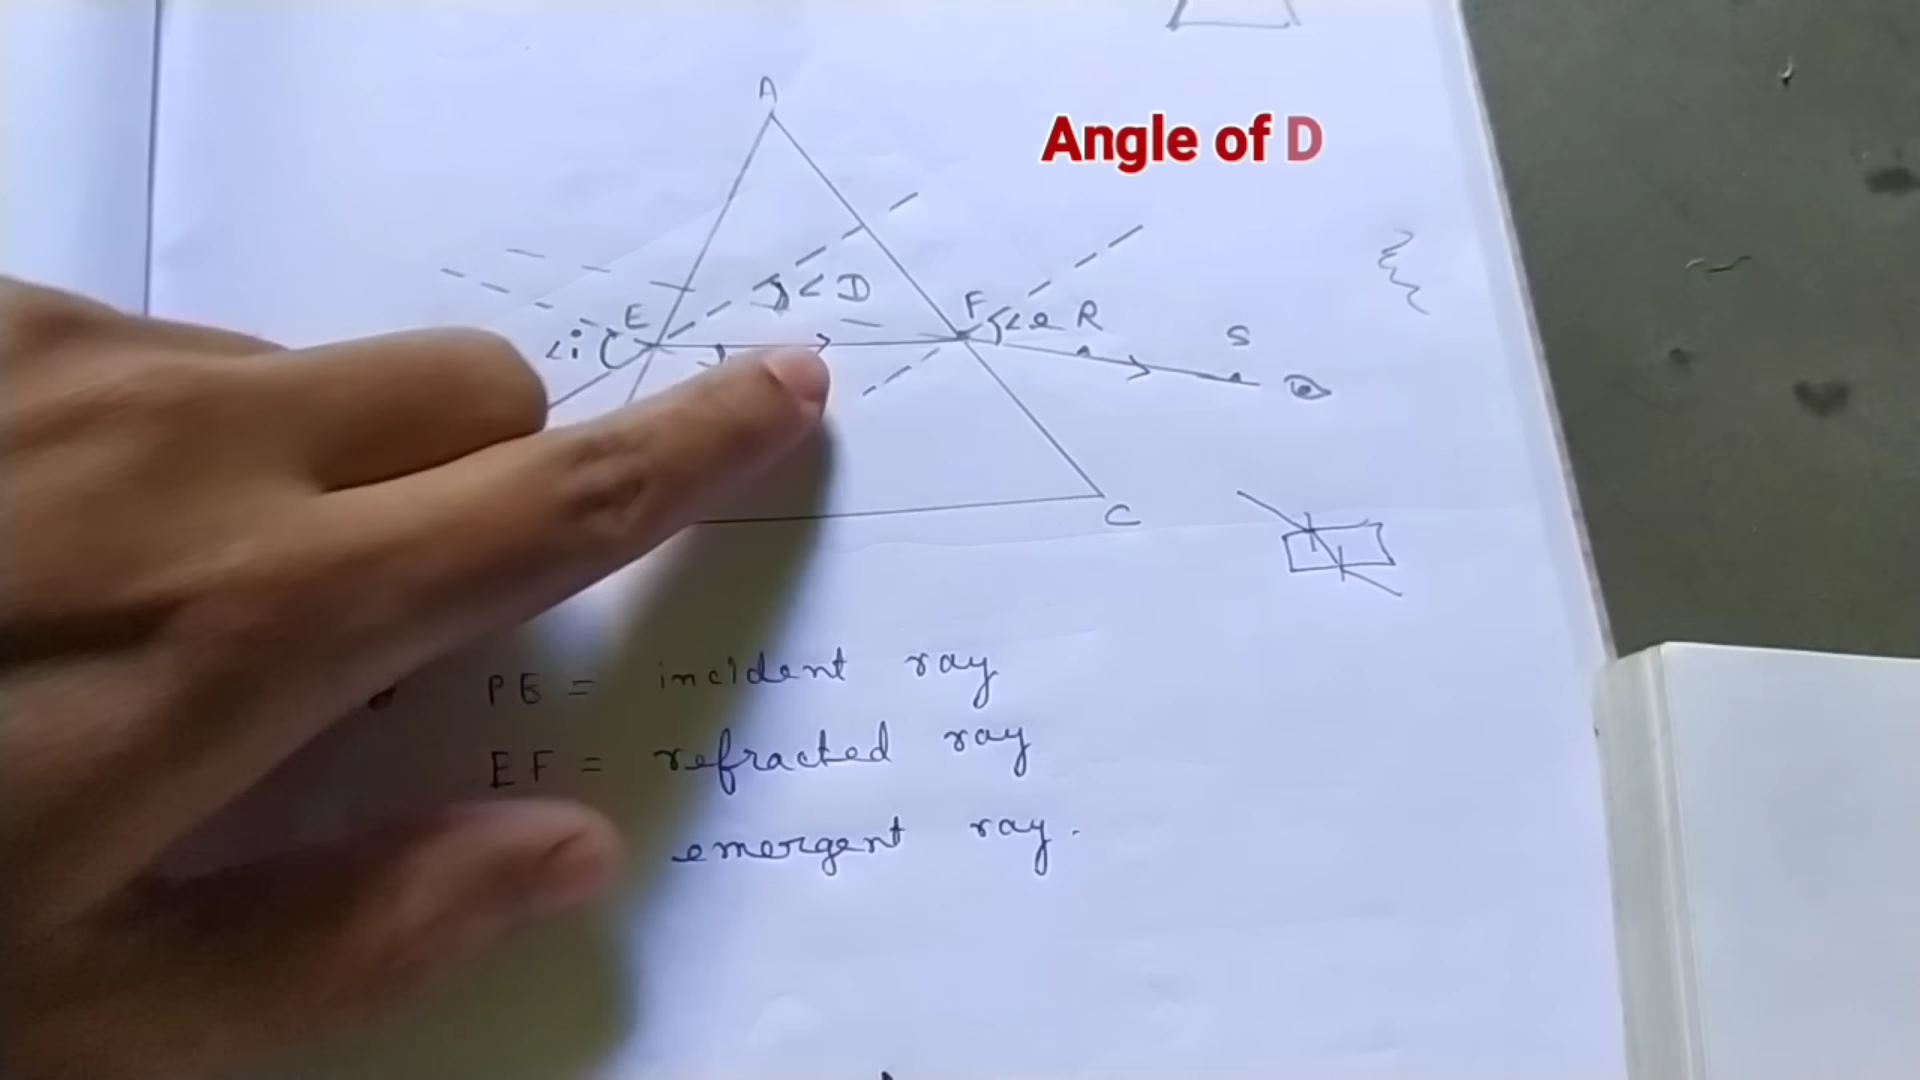 A
Angle of D
∠D
E
F
∠e
R
S
∠i
C
PE = incident ray
EF = refracted ray
emergent ray.